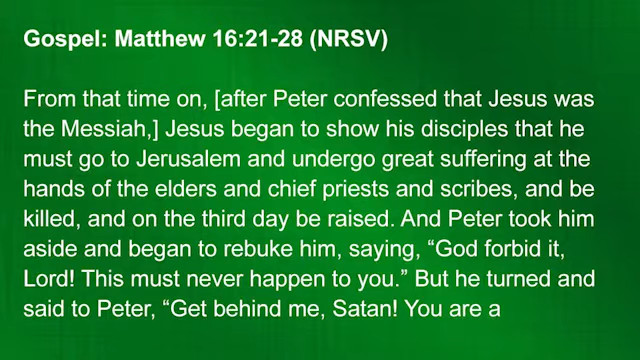 Gospel: Matthew 16:21-28 (NRSV)
From that time on, [after Peter confessed that Jesus was
the Messiah,] Jesus began to show his disciples that he
must go to Jerusalem and undergo great suffering at the
hands of the elders and chief priests and scribes, and be
killed, and on the third day be raised. And Peter took him
aside and began to rebuke him, saying, “God forbid it,
Lord! This must never happen to you.” But he turned and
said to Peter, “Get behind me, Satan! You are a